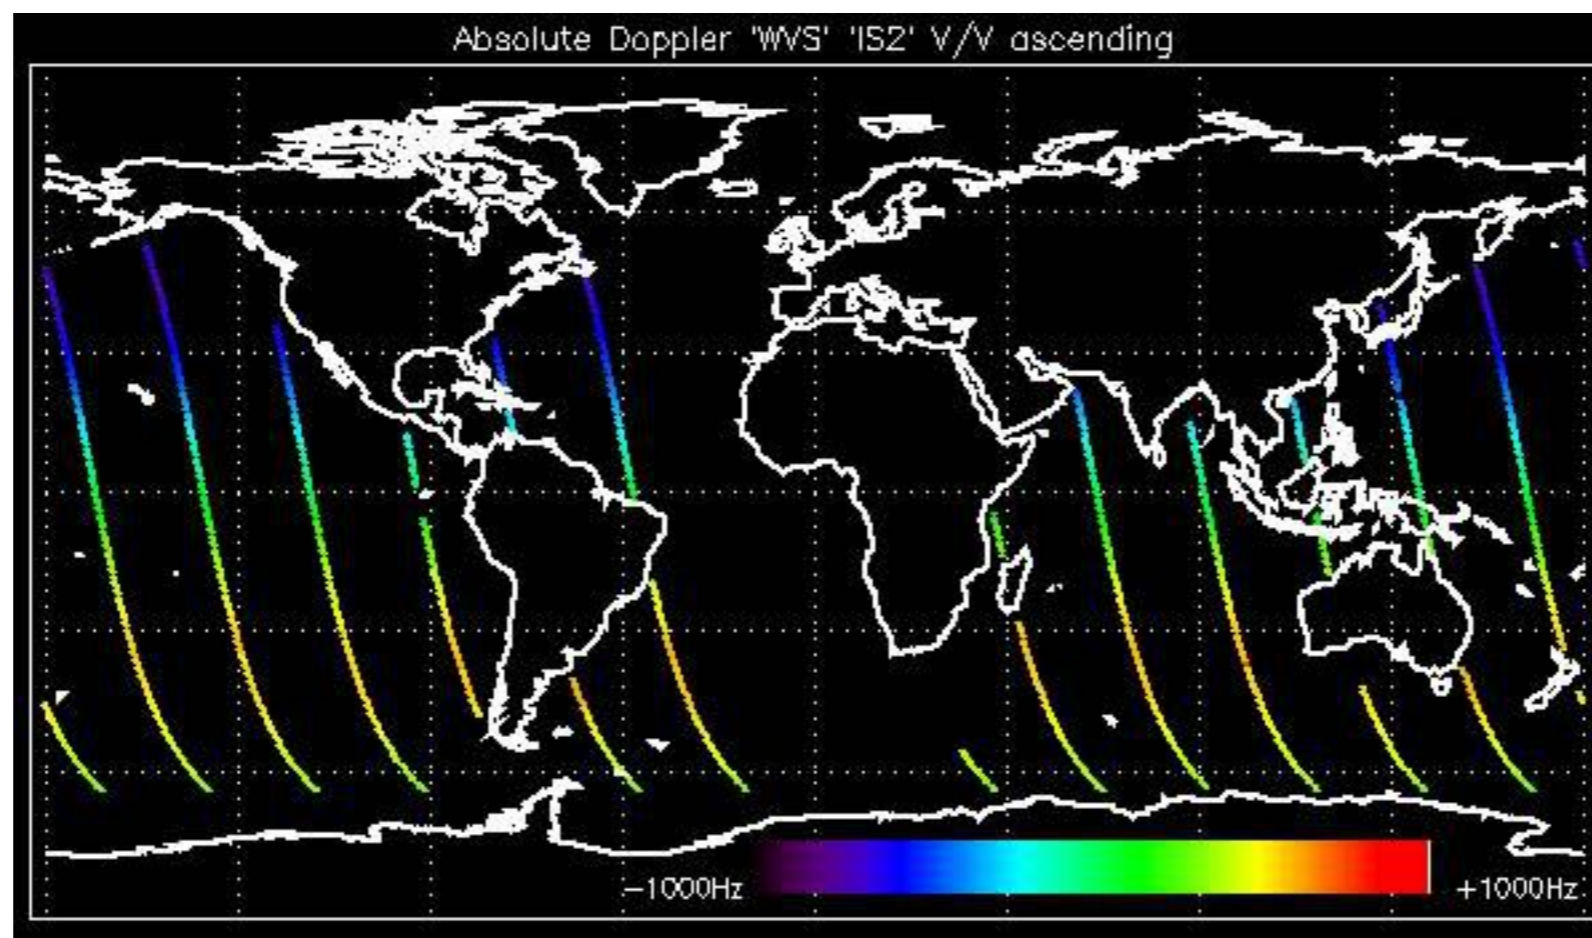 Absolute Doppler 'WVS' 'IS2' V/V ascending
−1000Hz
+1000Hz